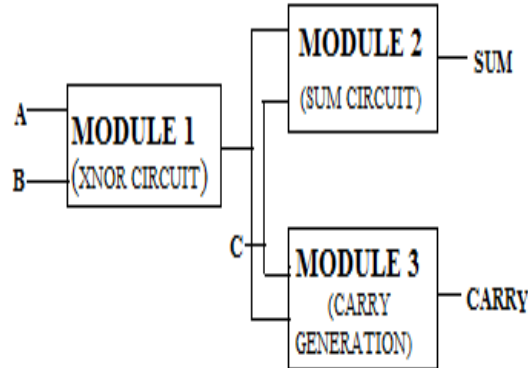 MODULE 2
(SUM CIRCUIT)
SUM
A
B
MODULE 1
(XNOR CIRCUIT)
C
MODULE 3
(CARRY
GENERATION)
CARRY